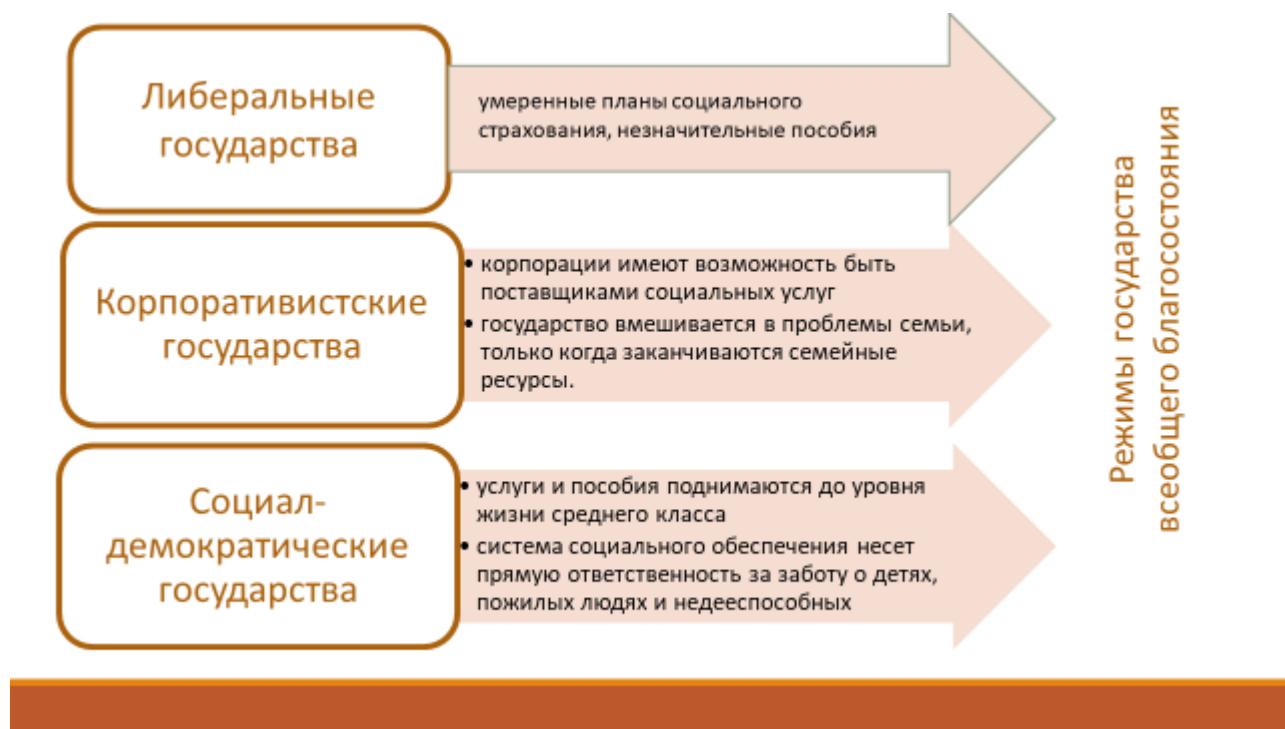 Либеральные
государства
умеренные планы социального
страхования, незначительные пособия
Корпоративистские
государства
• корпорации имеют возможность быть
поставщиками социальных услуг
• государство вмешивается в проблемы семьи,
только когда заканчиваются семейные
ресурсы.
Социал-
демократические
государства
• услуги и пособия поднимаются до уровня
жизни среднего класса
• система социального обеспечения несет
прямую ответственность за заботу о детях,
пожилых людях и недееспособных
Режимы государства
всеобщего благосостояния